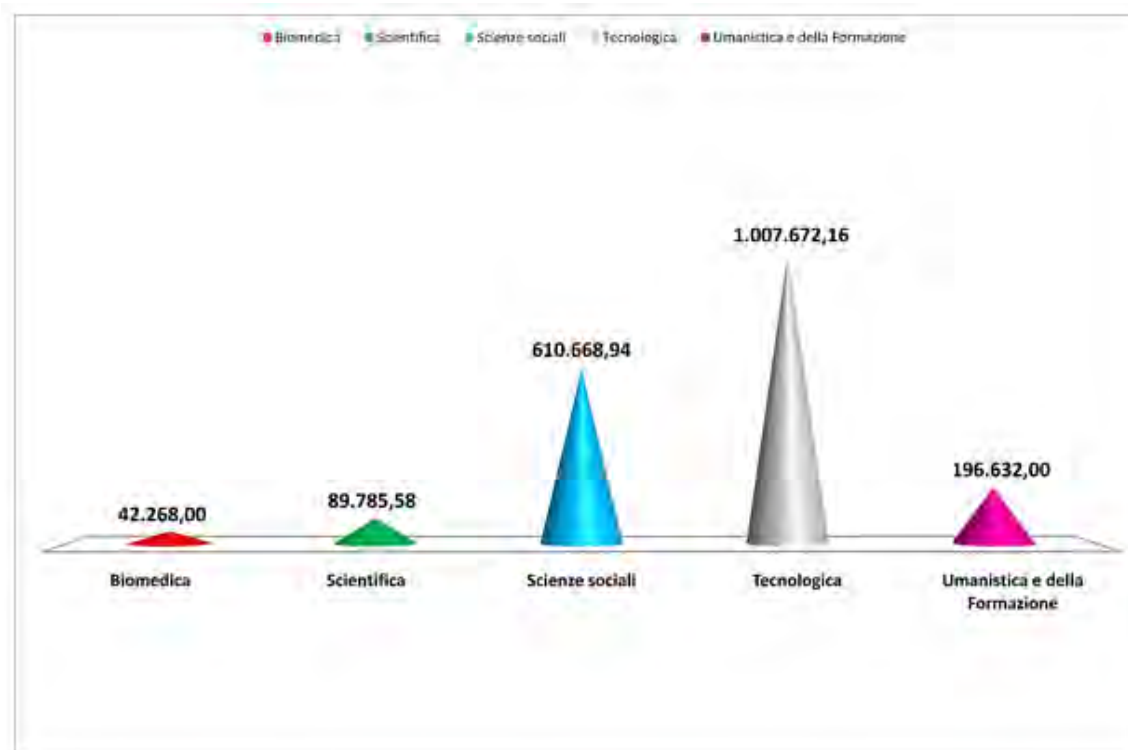 Biomedica Scientifica Scienze sociali Tecnologica Umanistica e della Formazione
1.007.672,16
610.668,94
196.632,00
89.785,58
42.268,00
Biomedica Scientifica Scienze sociali Tecnologica Umanistica e della
Formazione